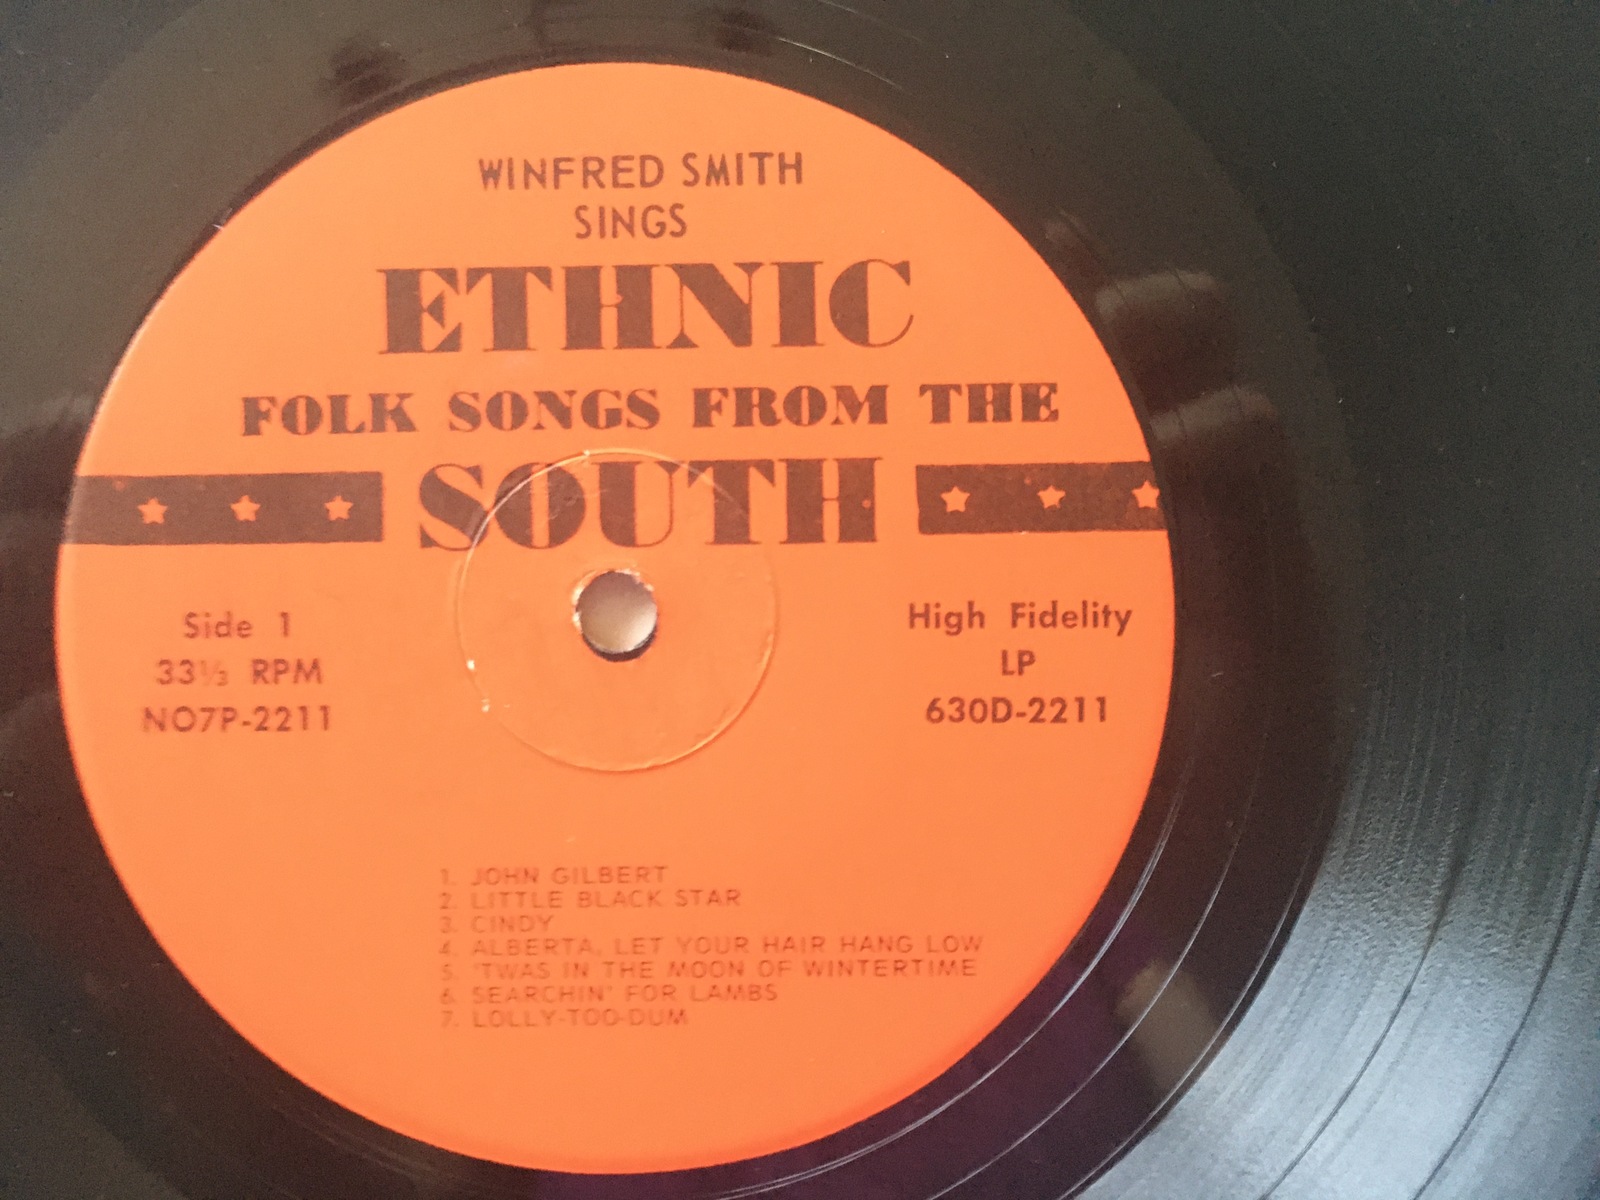 WINFRED SMITH
SINGS
ETHNIC
FOLK SONGS FROM THE
SOUTH
Side 1
33⅓ RPM
NO7P-2211
High Fidelity
LP
630D-2211
1. JOHN GILBERT
2. LITTLE BLACK STAR
3. CINDY
4. ALBERTA, LET YOUR HAIR HANG LOW
5. 'TWAS IN THE MOON OF WINTERTIME
6. SEARCHIN' FOR LAMBS
7. LOLLY-TOO-DUM